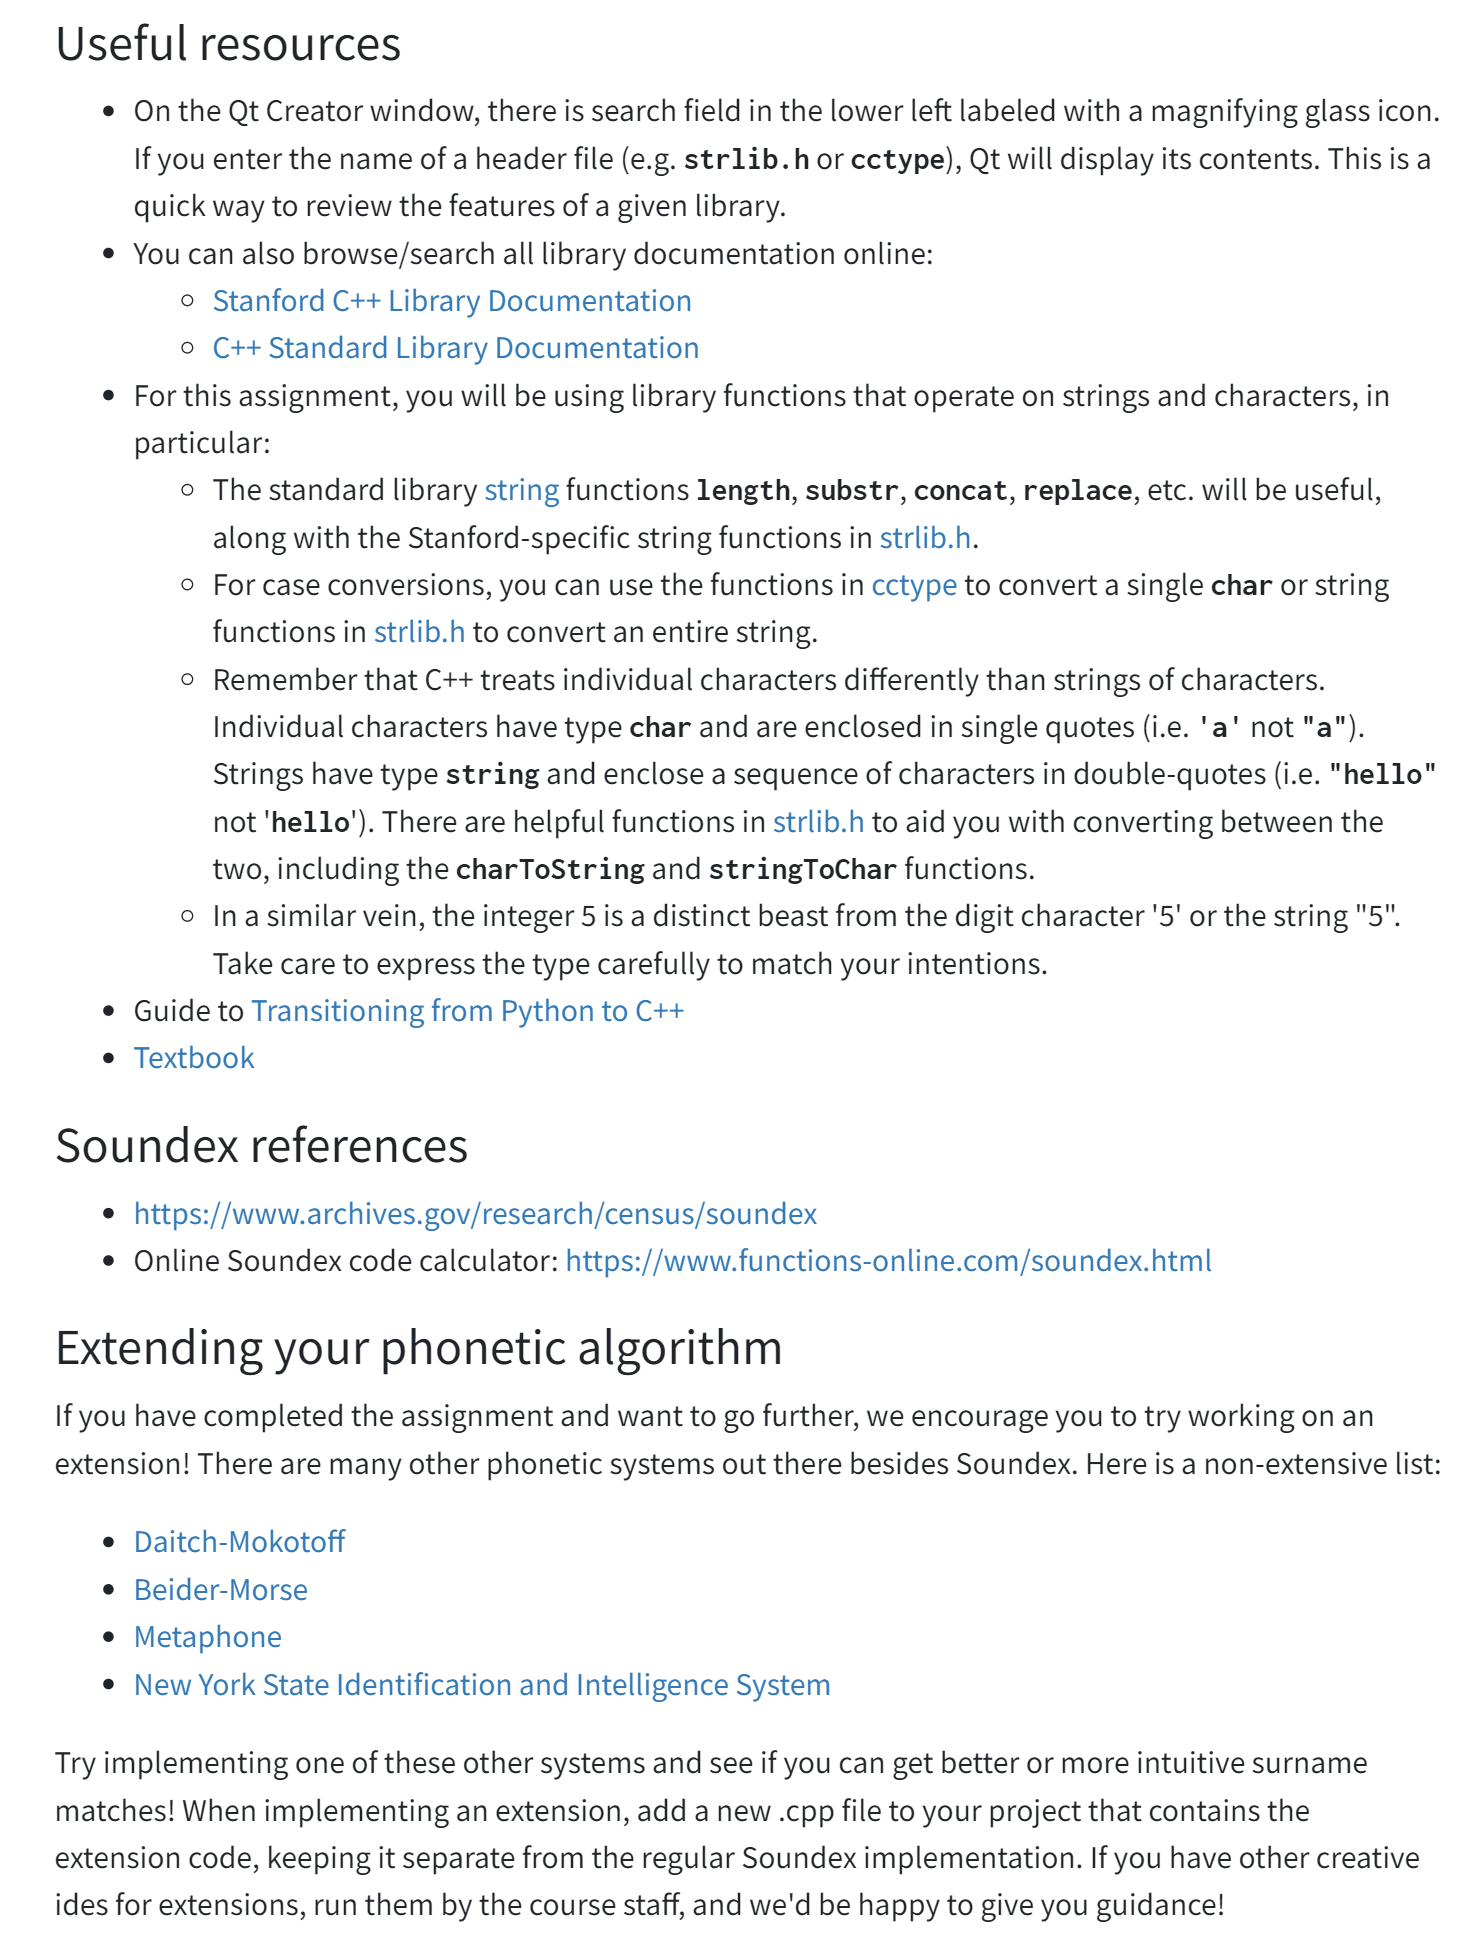 Useful resources
• On the Qt Creator window, there is search field in the lower left labeled with a magnifying glass icon.
If you enter the name of a header file (e.g. strlib.h or cctype), Qt will display its contents. This is a
quick way to review the features of a given library.
• You can also browse/search all library documentation online:
◦ Stanford C++ Library Documentation
◦ C++ Standard Library Documentation
• For this assignment, you will be using library functions that operate on strings and characters, in
particular:
◦ The standard library string functions length, substr, concat, replace, etc. will be useful,
along with the Stanford-specific string functions in strlib.h.
◦ For case conversions, you can use the functions in cctype to convert a single char or string
functions in strlib.h to convert an entire string.
◦ Remember that C++ treats individual characters differently than strings of characters.
Individual characters have type char and are enclosed in single quotes (i.e. 'a' not "a").
Strings have type string and enclose a sequence of characters in double-quotes (i.e. "hello"
not 'hello'). There are helpful functions in strlib.h to aid you with converting between the
two, including the charToString and stringToChar functions.
◦ In a similar vein, the integer 5 is a distinct beast from the digit character '5' or the string "5".
Take care to express the type carefully to match your intentions.
• Guide to Transitioning from Python to C++
• Textbook
Soundex references
• https://www.archives.gov/research/census/soundex
• Online Soundex code calculator: https://www.functions-online.com/soundex.html
Extending your phonetic algorithm
If you have completed the assignment and want to go further, we encourage you to try working on an
extension! There are many other phonetic systems out there besides Soundex. Here is a non-extensive list:
• Daitch-Mokotoff
• Beider-Morse
• Metaphone
• New York State Identification and Intelligence System
Try implementing one of these other systems and see if you can get better or more intuitive surname
matches! When implementing an extension, add a new .cpp file to your project that contains the
extension code, keeping it separate from the regular Soundex implementation. If you have other creative
ides for extensions, run them by the course staff, and we'd be happy to give you guidance!